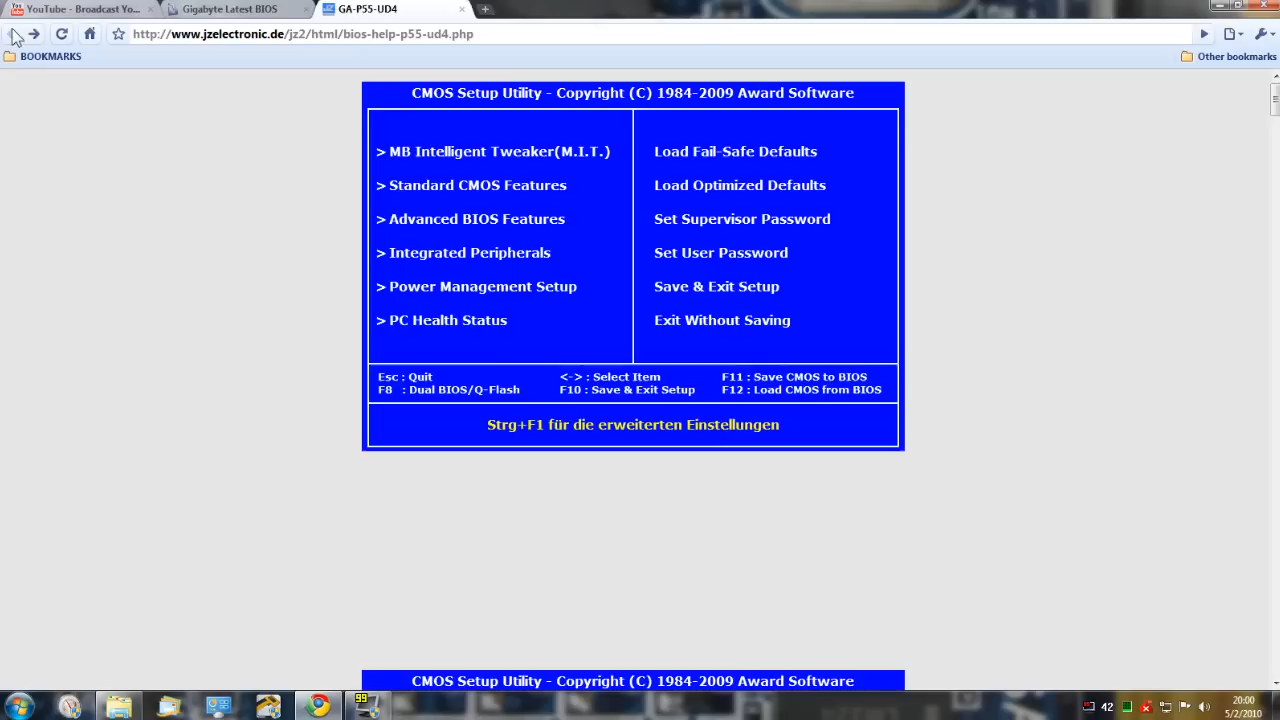 YouTube - Broadcast Yo...
Gigabyte Latest BIOS
GA-P55-UD4
http://www.jzelectronic.de/jz2/html/bios-help-p55-ud4.php
BOOKMARKS
Other bookmarks
CMOS Setup Utility - Copyright (C) 1984-2009 Award Software
> MB Intelligent Tweaker(M.I.T.)
Load Fail-Safe Defaults
> Standard CMOS Features
Load Optimized Defaults
> Advanced BIOS Features
Set Supervisor Password
> Integrated Peripherals
Set User Password
> Power Management Setup
Save & Exit Setup
> PC Health Status
Exit Without Saving
Esc : Quit
<-> : Select Item
F11 : Save CMOS to BIOS
F8 : Dual BIOS/Q-Flash
F10 : Save & Exit Setup
F12 : Load CMOS from BIOS
Strg+F1 für die erweiterten Einstellungen
CMOS Setup Utility - Copyright (C) 1984-2009 Award Software
99
42
20:00
5/2/2010